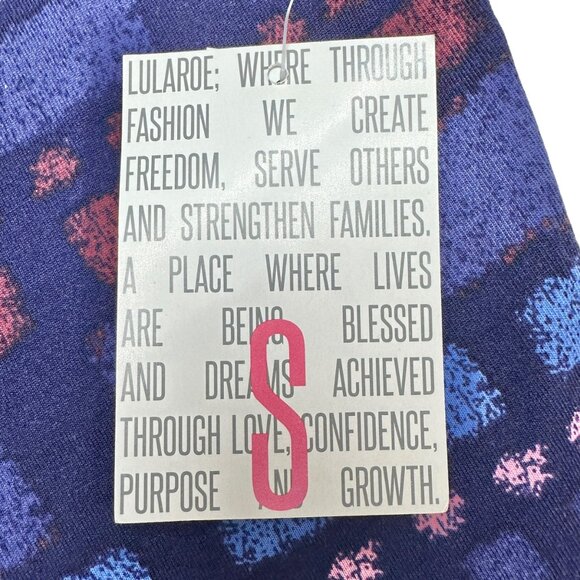 LULAROE; WHERE THROUGH
FASHION WE CREATE
FREEDOM, SERVE OTHERS
AND STRENGTHEN FAMILIES.
A PLACE WHERE LIVES
ARE BEING BLESSED
AND DREAMS ACHIEVED
THROUGH LOVE, CONFIDENCE,
PURPOSE AND GROWTH.
S